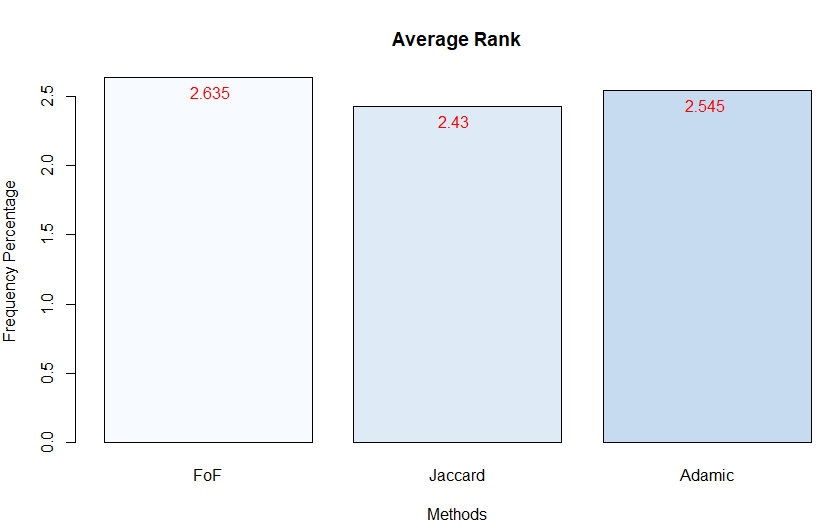 Average Rank
Frequency Percentage
2.5
2.0
1.5
1.0
0.5
0.0
2.635
2.43
2.545
FoF Jaccard Adamic
Methods